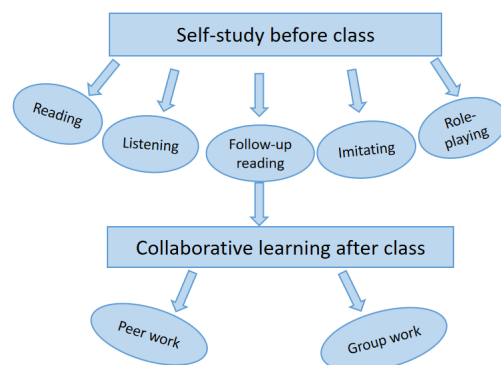 Self-study before class
Reading
Listening
Follow-up
reading
Imitating
Role-
playing
Collaborative learning after class
Peer work
Group work